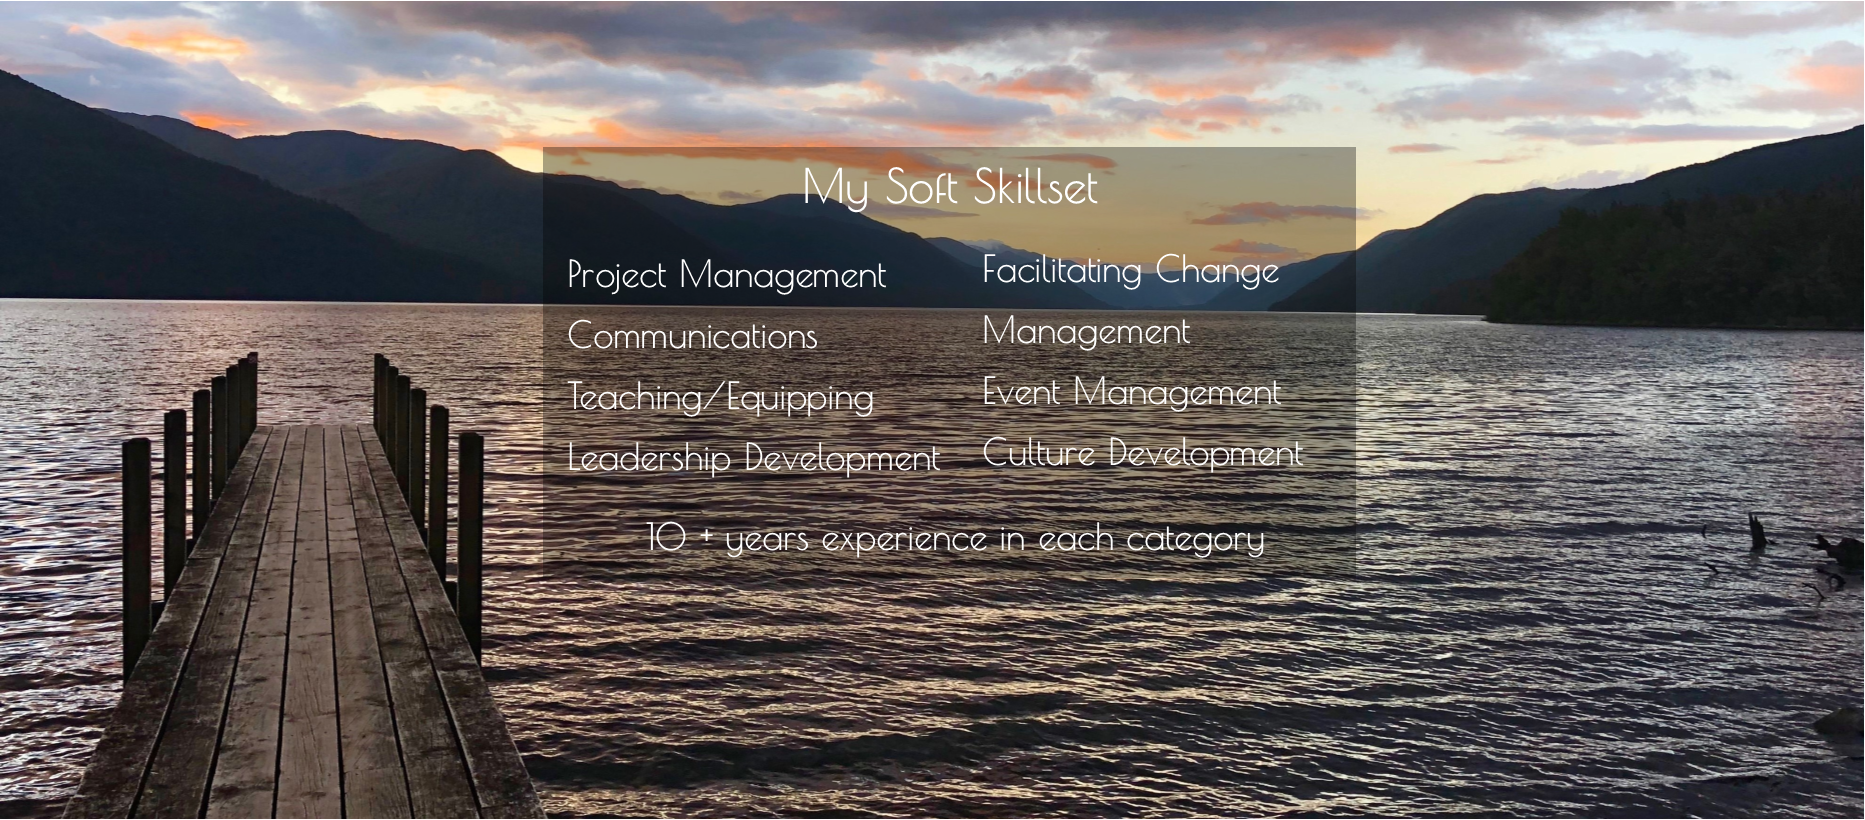 My Soft Skillset
Project Management
Communications
Teaching/Equipping
Leadership Development
Facilitating Change
Management
Event Management
Culture Development
10 + years experience in each category